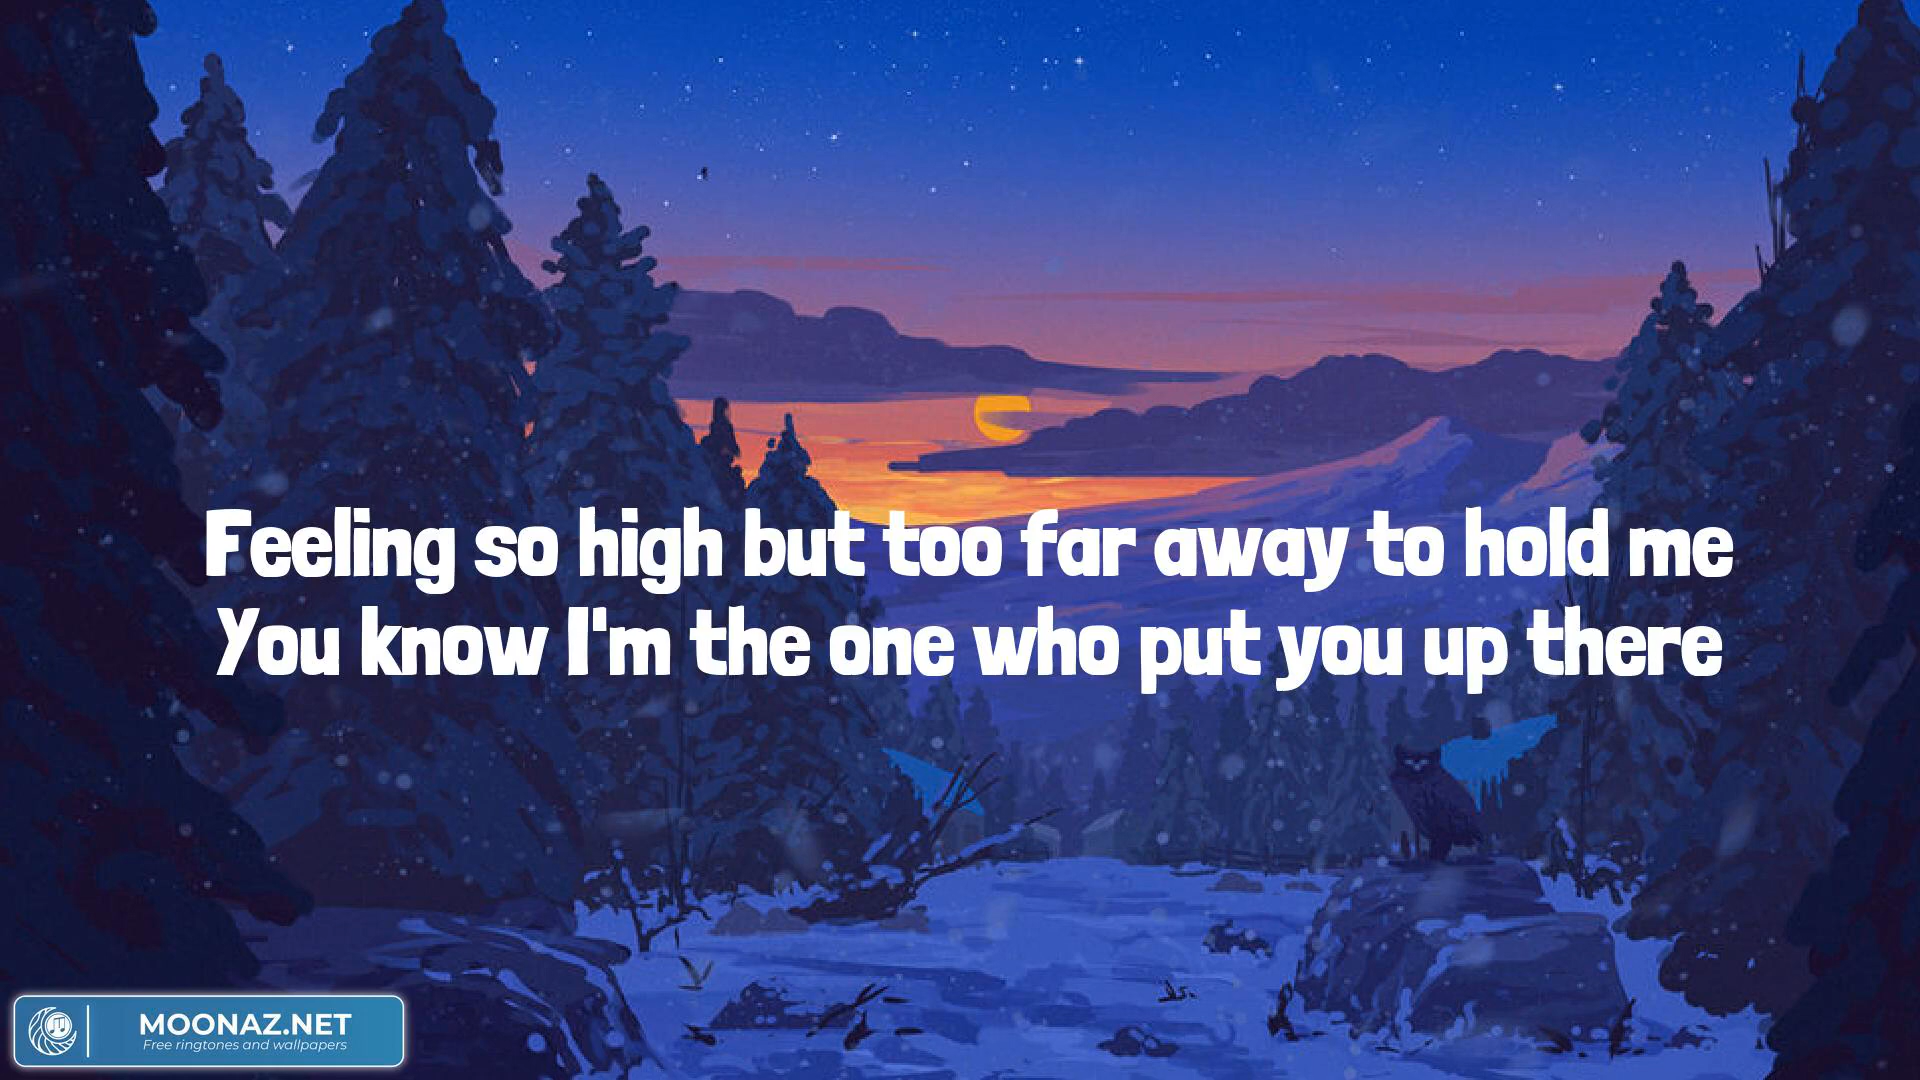 Feeling so high but too far away to hold me
You know I'm the one who put you up there
MOONAZ.NET
Free ringtones and wallpapers